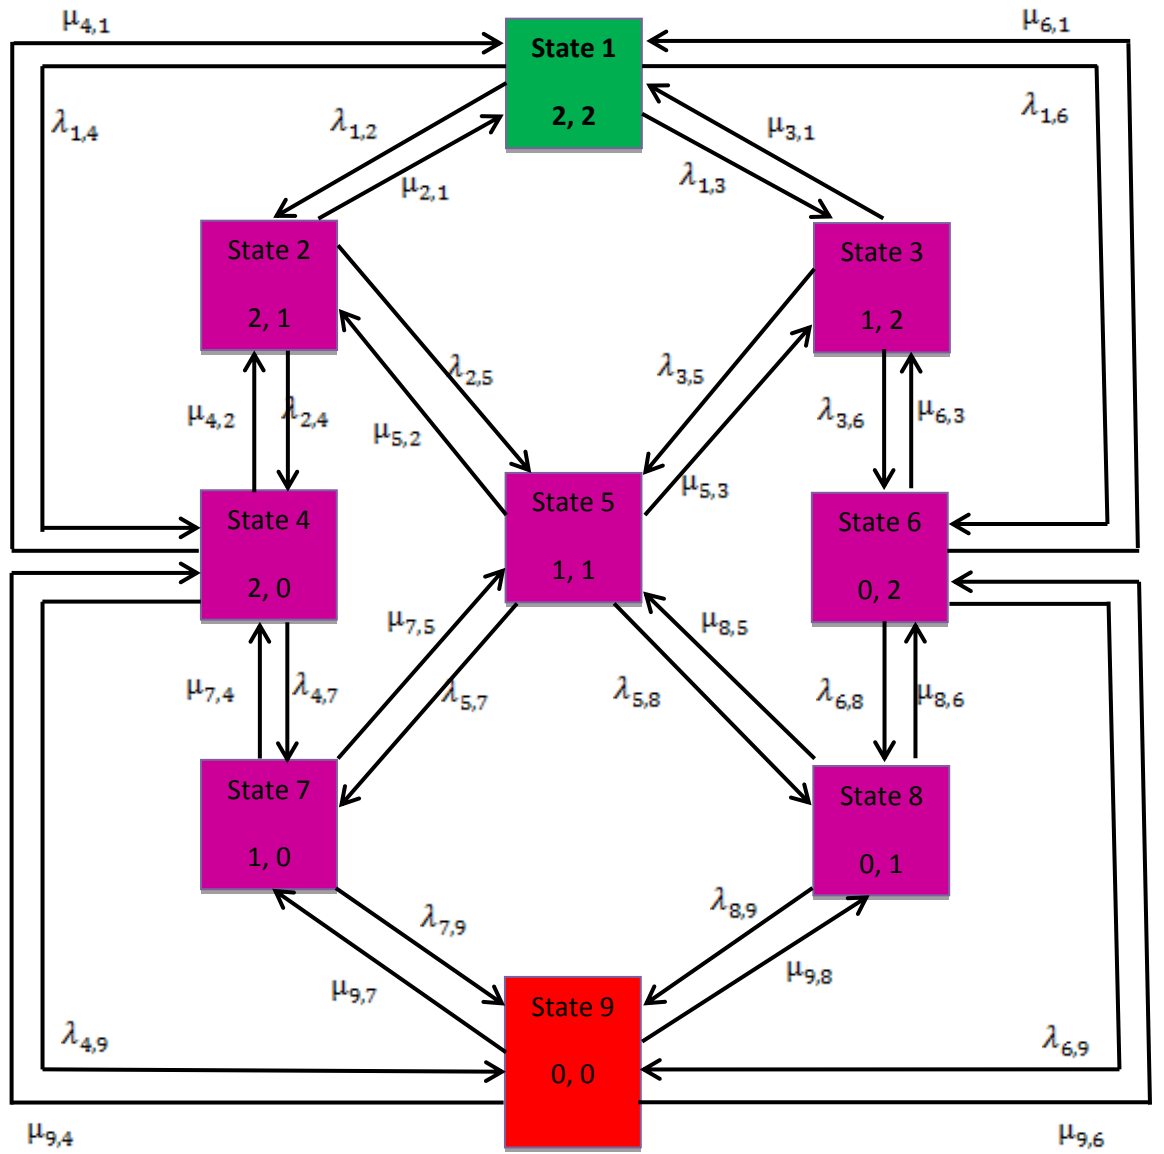 μ4,1
μ6,1
State 1
2, 2
λ1,4
λ1,2
μ3,1
λ1,6
μ2,1
λ1,3
State 2
2, 1
State 3
1, 2
λ2,5
λ3,5
μ4,2
λ2,4
μ5,2
λ3,6
μ6,3
μ5,3
State 4
2, 0
State 5
1, 1
State 6
0, 2
μ7,5
μ8,5
μ7,4
λ4,7
λ5,7
λ5,8
λ6,8
μ8,6
State 7
1, 0
State 8
0, 1
λ7,9
λ8,9
μ9,7
μ9,8
State 9
0, 0
λ4,9
λ6,9
μ9,4
μ9,6